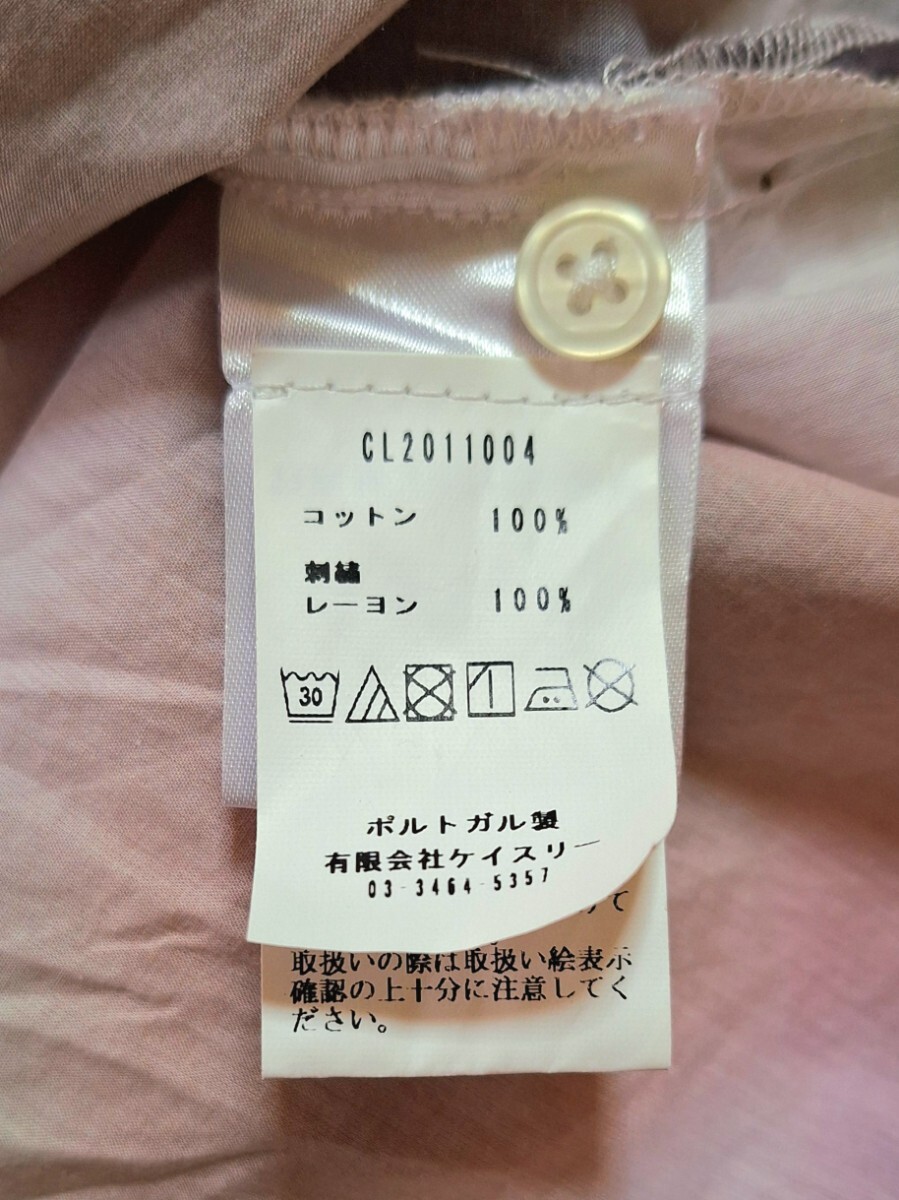 CL2011004
コットン 100%
刺繡
レーヨン 100%
30
ポルトガル製
有限会社ケイスリー
03-3464-5357
けて
取扱いの際は取扱い絵表示
確認の上十分に注意してく
ださい。